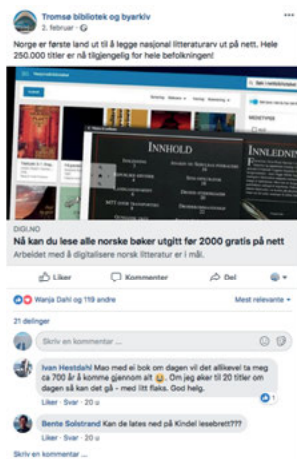 Tromsø bibliotek og byarkiv
2. februar
Norge er første land ut til å legge nasjonal litteraturarv ut på nett. Hele
250.000 titler er nå tilgjengelig for hele befolkningen!
INNHOLD
INNLEDNING
DIGI.NO
Nå kan du lese alle norske bøker utgitt før 2000 gratis på nett
Arbeidet med å digitalisere norsk litteratur er i mål.
Liker Kommenter Del
Wanja Dahl og 119 andre Mest relevante
21 delinger
Skriv en kommentar ...
Ivan Hestdahl Mao med ei bok om dagen vil det allikevel ta meg
ca 700 år å komme gjennom alt. Om jeg øker til 20 titler om
dagen så kan det gå - med litt flaks. God helg.
1
Liker · Svar · 20 u
Bente Solstrand Kan de lates ned på Kindel lesebrett???
Liker · Svar · 20 u
Skriv en kommentar ...